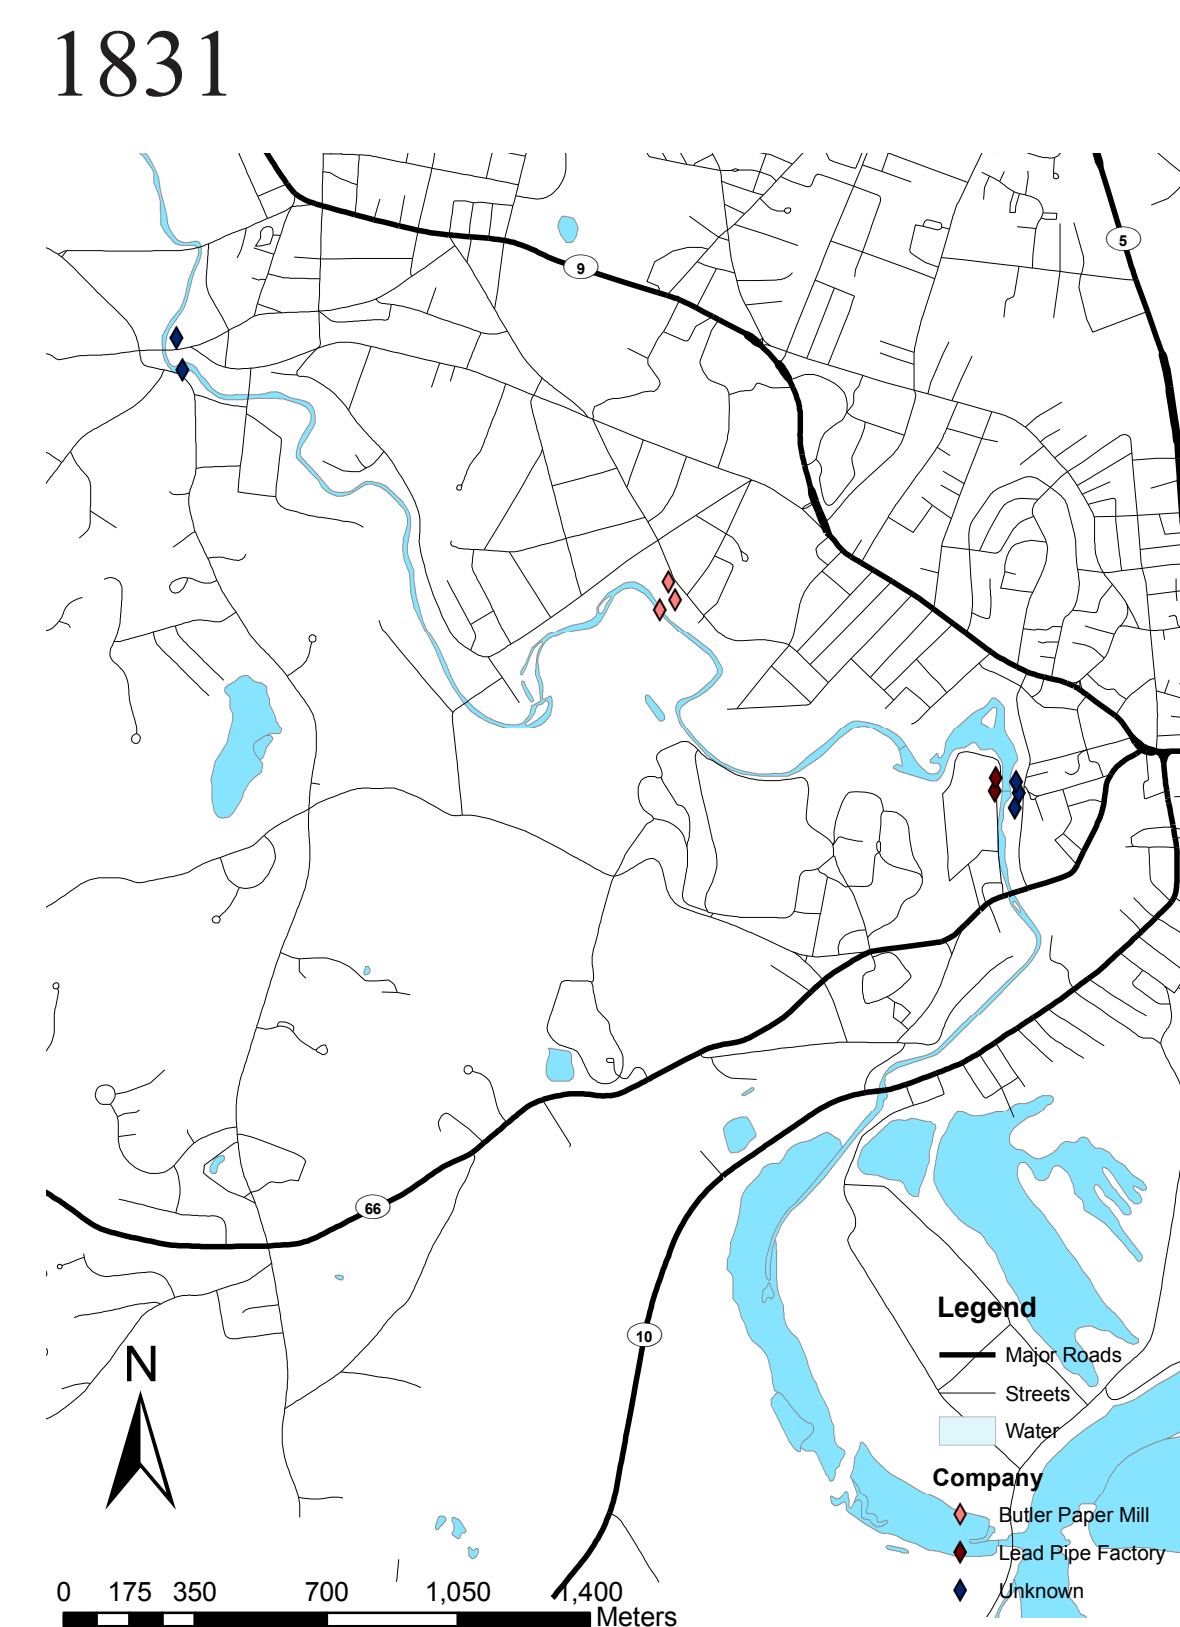 1831
5
9
66
10
Legend
Major Roads
Streets
Water
Company
Butler Paper Mill
Lead Pipe Factory
Unknown
N
0 175 350 700 1,050 1,400
Meters